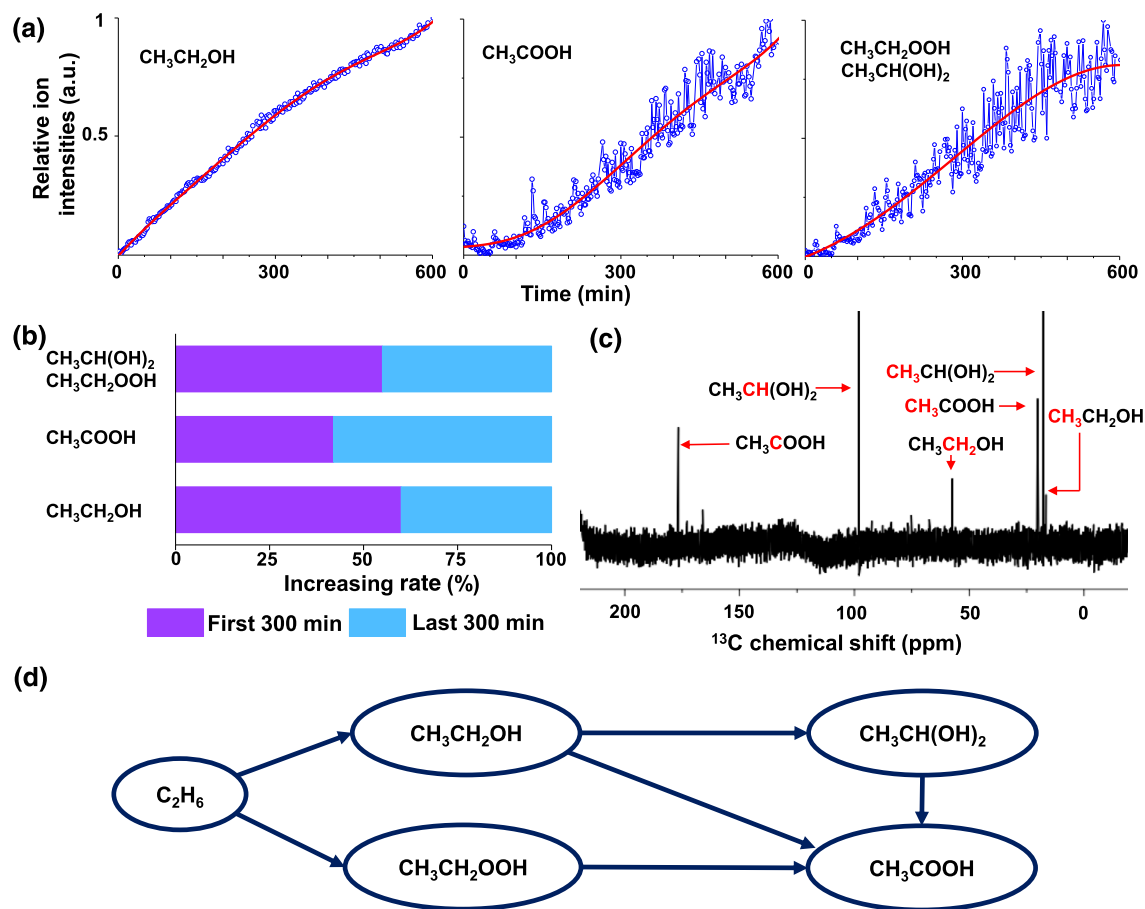 (a)
Relative ion
intensities (a.u.)
1
0.5
0
300
600
CH₃CH₂OH
0
300
600
CH₃COOH
0
300
600
CH₃CH₂OOH
CH₃CH(OH)₂
Time (min)
(b)
CH₃CH(OH)₂
CH₃CH₂OOH
CH₃COOH
CH₃CH₂OH
0
25
50
75
100
Increasing rate (%)
First 300 min
Last 300 min
(c)
CH₃CH(OH)₂
CH₃COOH
CH₃CH(OH)₂
CH₃COOH
CH₃CH₂OH
CH₃CH₂OH
200
150
100
50
0
¹³C chemical shift (ppm)
(d)
C₂H₆
CH₃CH₂OH
CH₃CH(OH)₂
CH₃CH₂OOH
CH₃COOH